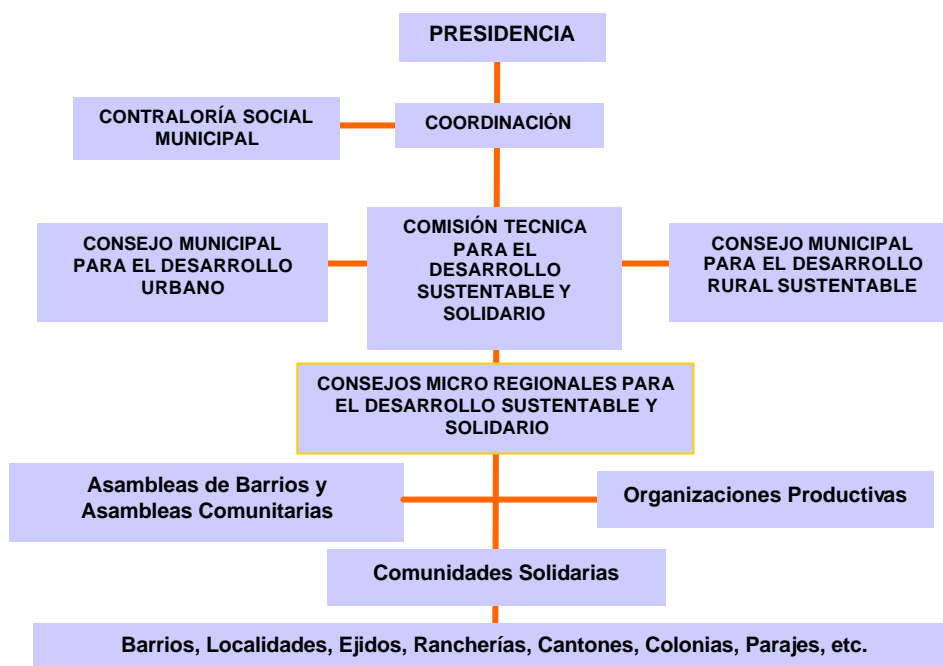 PRESIDENCIA
CONTRALORÍA SOCIAL
MUNICIPAL
COORDINACIÓN
CONSEJO MUNICIPAL
PARA EL DESARROLLO
URBANO
COMISIÓN TECNICA
PARA EL
DESARROLLO
SUSTENTABLE Y
SOLIDARIO
CONSEJO MUNICIPAL
PARA EL DESARROLLO
RURAL SUSTENTABLE
CONSEJOS MICRO REGIONALES PARA
EL DESARROLLO SUSTENTABLE Y
SOLIDARIO
Asambleas de Barrios y
Asambleas Comunitarias
Organizaciones Productivas
Comunidades Solidarias
Barrios, Localidades, Ejidos, Rancherías, Cantones, Colonias, Parajes, etc.